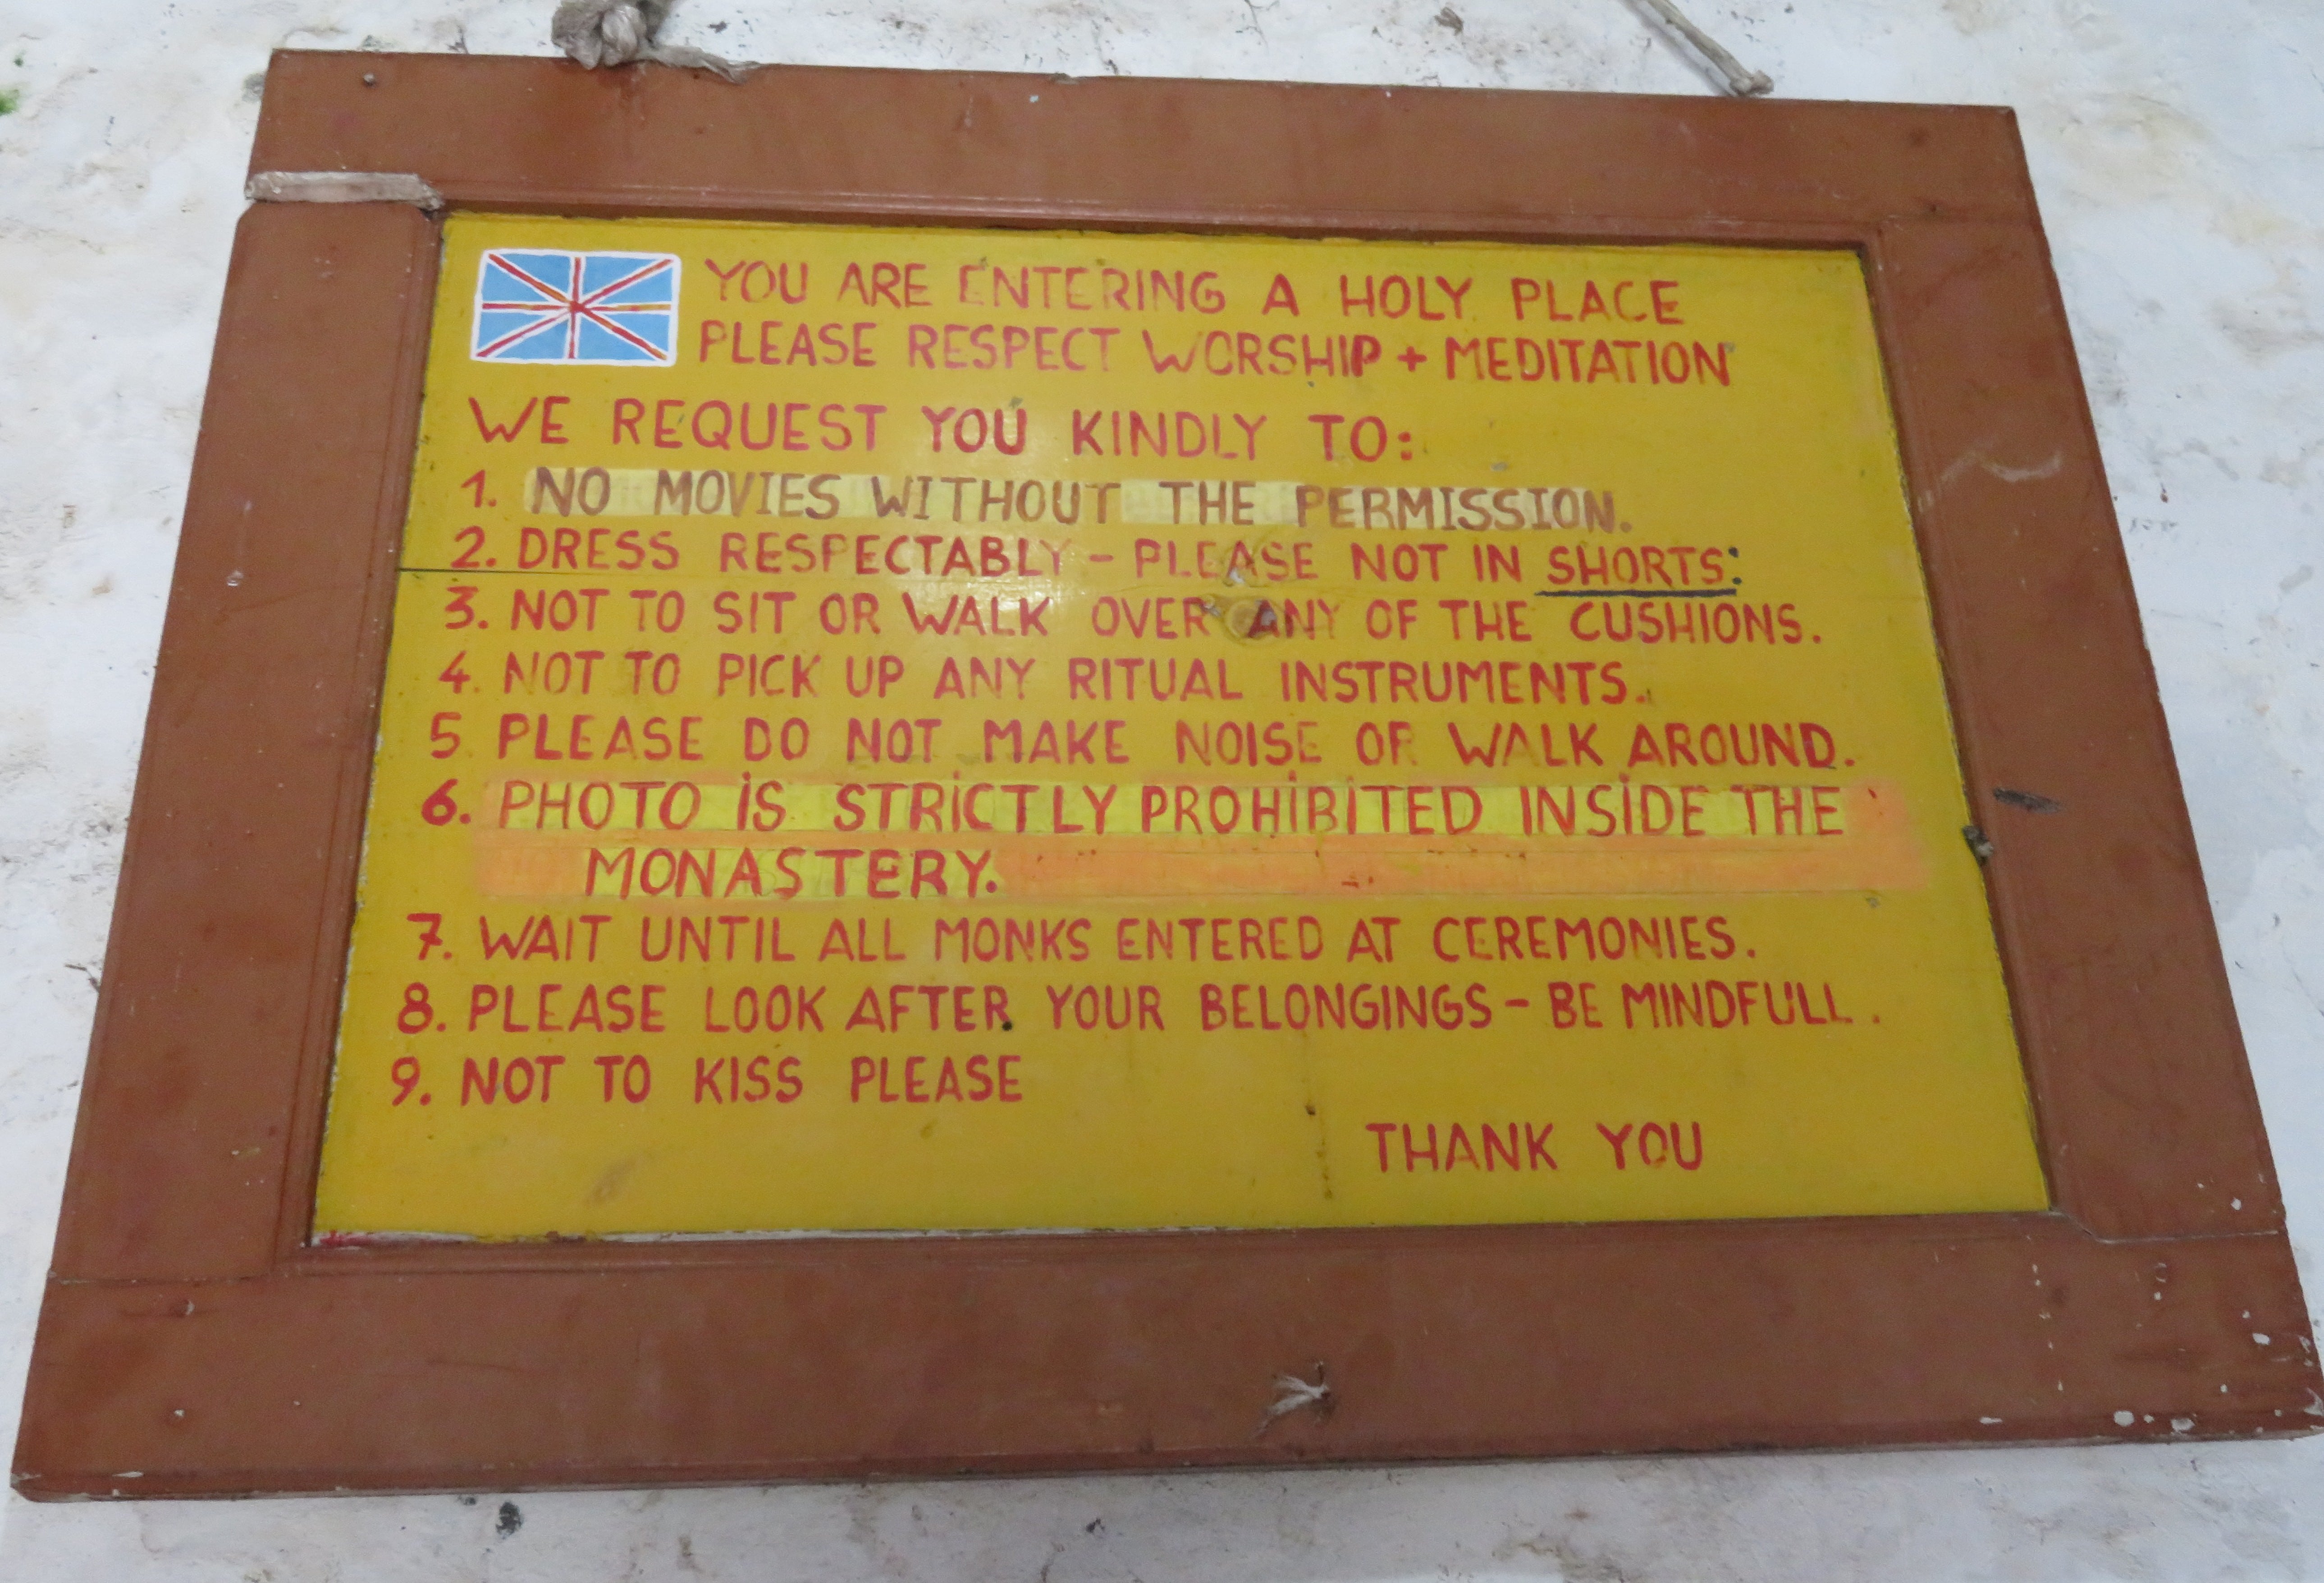 YOU ARE ENTERING A HOLY PLACE
PLEASE RESPECT WORSHIP + MEDITATION
WE REQUEST YOU KINDLY TO:
1. NO MOVIES WITHOUT THE PERMISSION.
2. DRESS RESPECTABLY - PLEASE NOT IN SHORTS:
3. NOT TO SIT OR WALK OVER ANY OF THE CUSHIONS.
4. NOT TO PICK UP ANY RITUAL INSTRUMENTS.
5 PLEASE DO NOT MAKE NOISE OR WALK AROUND.
6. PHOTO iS STRiCTLY PROHiBiTED INSiDE THE
MONASTERY.
7. WAIT UNTIL ALL MONKS ENTERED AT CEREMONIES.
8. PLEASE LOOK AFTER YOUR BELONGINGS - BE MINDFULL.
9. NOT TO KISS PLEASE
THANK YOU